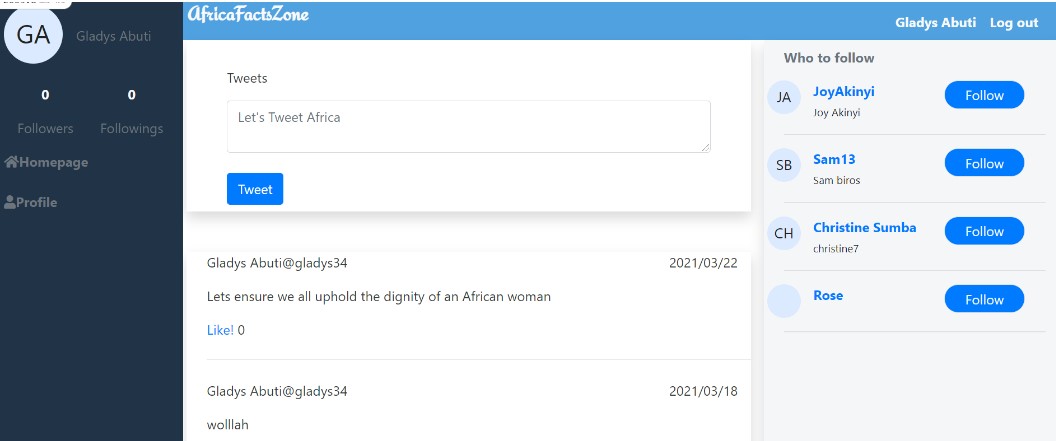 GA
Gladys Abuti
0 0
Followers Followings
Homepage
Profile
AfricaFactsZone
Gladys Abuti Log out
Tweets
Let's Tweet Africa
Tweet
Gladys Abuti@gladys34 2021/03/22
Lets ensure we all uphold the dignity of an African woman
Like! 0
Gladys Abuti@gladys34 2021/03/18
wolllah
Who to follow
JA JoyAkinyi Follow
Joy Akinyi
SB Sam13 Follow
Sam biros
CH Christine Sumba Follow
christine7
Rose Follow